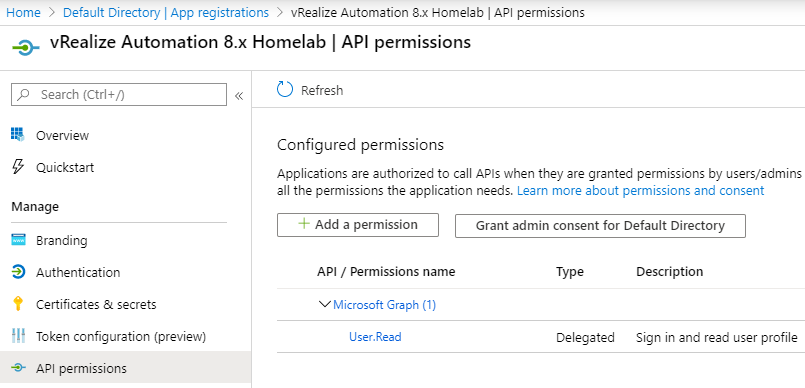 Home > Default Directory | App registrations > vRealize Automation 8.x Homelab | API permissions
vRealize Automation 8.x Homelab | API permissions
Search (Ctrl+/)
«
Overview
Quickstart
Manage
Branding
Authentication
Certificates & secrets
Token configuration (preview)
API permissions
Refresh
Configured permissions
Applications are authorized to call APIs when they are granted permissions by users/admins
all the permissions the application needs. Learn more about permissions and consent
+ Add a permission
Grant admin consent for Default Directory
API / Permissions name Type Description
Microsoft Graph (1)
User.Read Delegated Sign in and read user profile